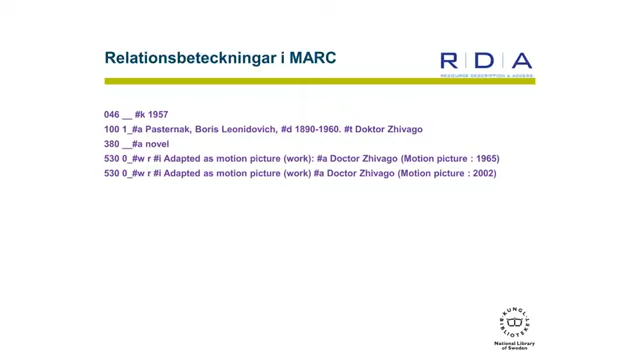 Relationsbeteckningar i MARC
R D A
RESOURCE DESCRIPTION & ACCESS
046 __ #k 1957
100 1_#a Pasternak, Boris Leonidovich, #d 1890-1960. #t Doktor Zhivago
380 __#a novel
530 0_#w r #i Adapted as motion picture (work): #a Doctor Zhivago (Motion picture : 1965)
530 0_#w r #i Adapted as motion picture (work) #a Doctor Zhivago (Motion picture : 2002)
KUNGL. BIBLIOTEKET
National Library
of Sweden